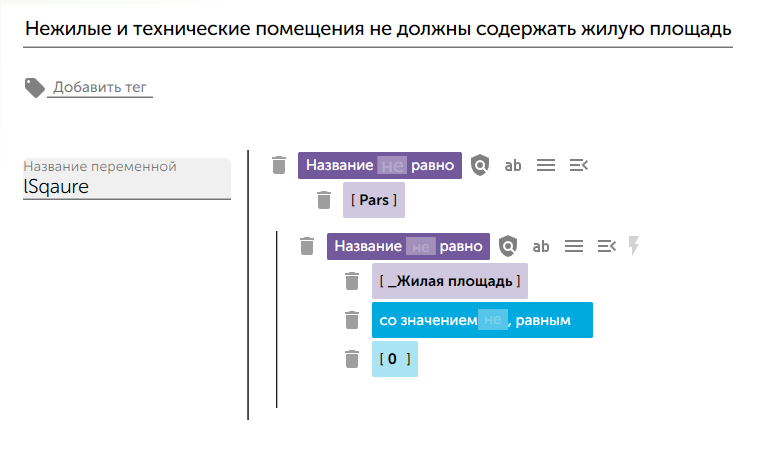 Нежилые и технические помещения не должны содержать жилую площадь
Добавить тег
Название переменной
lSqaure
Название не равно ab
[ Pars ]
Название не равно ab
[ _Жилая площадь ]
со значением не , равным
[ 0 ]